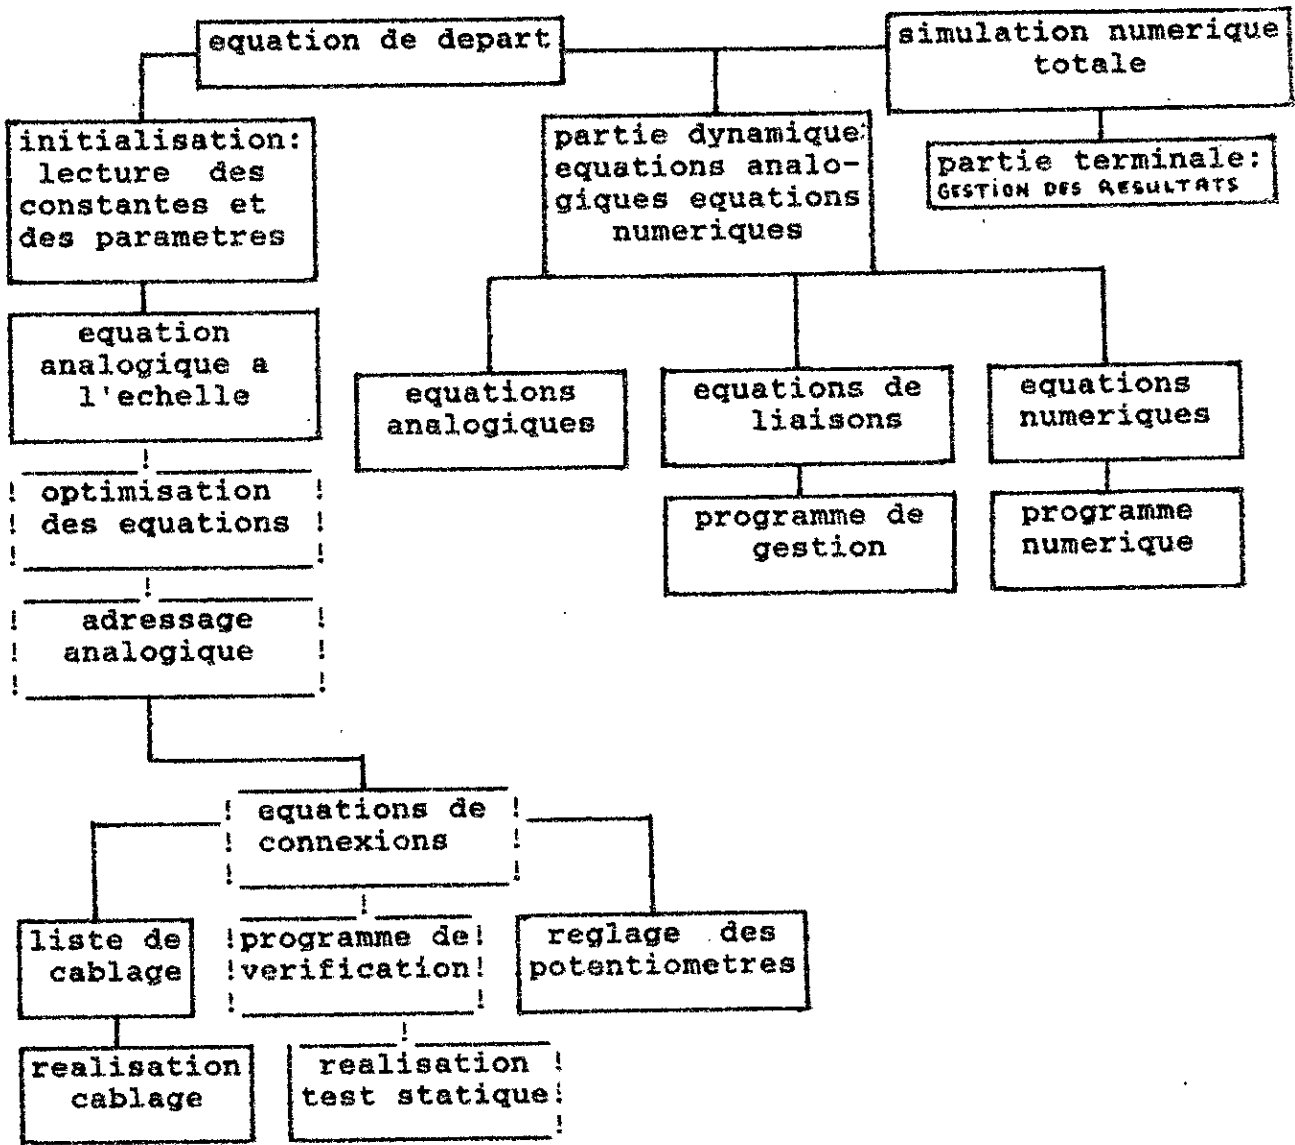 equation de depart
simulation numerique
totale
initialisation:
lecture des
constantes et
des parametres
partie dynamique:
equations analo-
giques equations
numeriques
partie terminale:
GESTION DES RESULTATS
equation
analogique a
l'echelle
equations
analogiques
equations de
liaisons
equations
numeriques
optimisation
des equations
programme de
gestion
programme
numerique
adressage
analogique
equations de
connexions
liste de
cablage
programme de
verification
reglage des
potentiometres
realisation
cablage
realisation
test statique